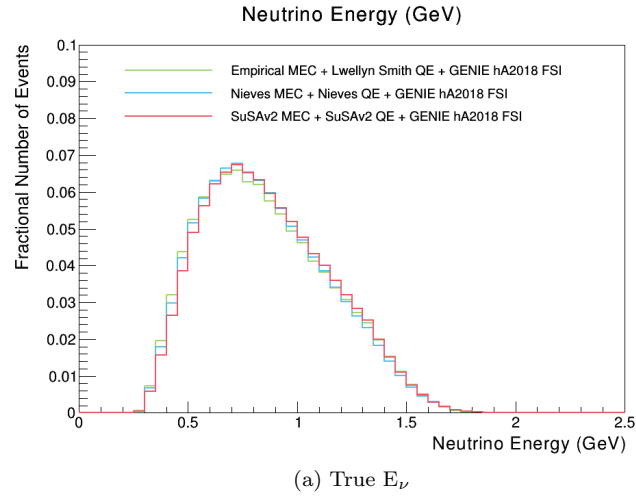 Neutrino Energy (GeV)
Fractional Number of Events
0.1
0.09
0.08
0.07
0.06
0.05
0.04
0.03
0.02
0.01
0
Empirical MEC + Lwellyn Smith QE + GENIE hA2018 FSI
Nieves MEC + Nieves QE + GENIE hA2018 FSI
SuSAv2 MEC + SuSAv2 QE + GENIE hA2018 FSI
0 0.5 1 1.5 2 2.5
Neutrino Energy (GeV)
(a) True Eν